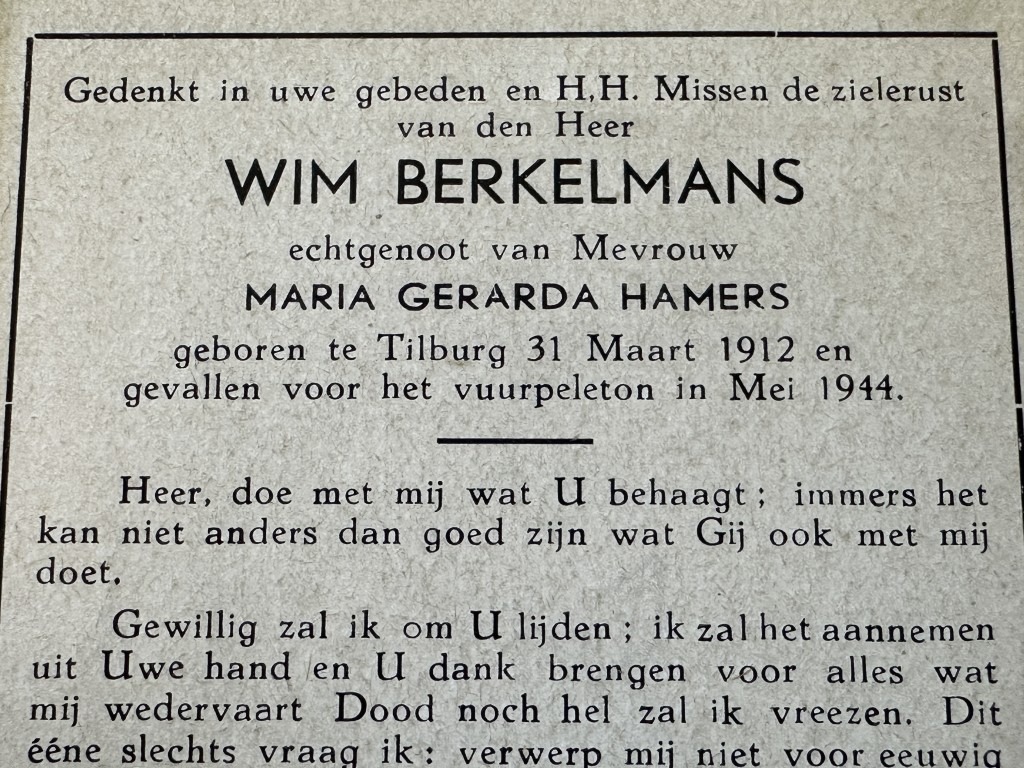 Gedenkt in uwe gebeden en H,H. Missen de zielerust
van den Heer
WIM BERKELMANS
echtgenoot van Mevrouw
MARIA GERARDA HAMERS
geboren te Tilburg 31 Maart 1912 en
gevallen voor het vuurpeleton in Mei 1944.
Heer, doe met mij wat U behaagt; immers het
kan niet anders dan goed zijn wat Gij ook met mij
doet.
Gewillig zal ik om U lijden; ik zal het aannemen
uit Uwe hand en U dank brengen voor alles wat
mij wedervaart Dood noch hel zal ik vreezen. Dit
ééne slechts vraag ik: verwerp mij niet voor eeuwig